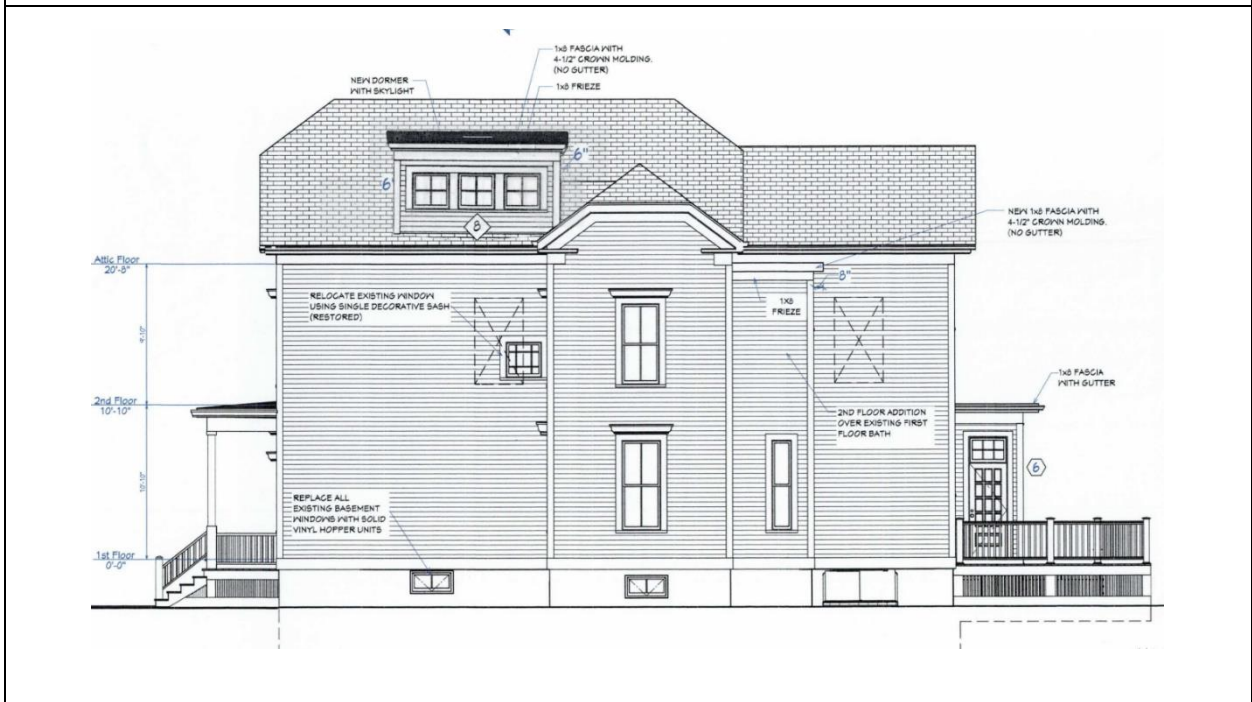 1x8 FASCIA WITH
4-1/2" CROWN MOLDING.
(NO GUTTER)
1x8 FRIEZE
NEW DORMER
WITH SKYLIGHT
6"
6'
8
NEW 1x8 FASCIA WITH
4-1/2" CROWN MOLDING.
(NO GUTTER)
Attic Floor
20'-8"
8"
RELOCATE EXISTING WINDOW
USING SINGLE DECORATIVE SASH
(RESTORED)
1X8
FRIEZE
9'-10"
1x8 FASCIA
WITH GUTTER
2nd Floor
10'-10"
2ND FLOOR ADDITION
OVER EXISTING FIRST
FLOOR BATH
6
10'-10"
REPLACE ALL
EXISTING BASEMENT
WINDOWS WITH SOLID
VINYL HOPPER UNITS
1st Floor
0'-0"